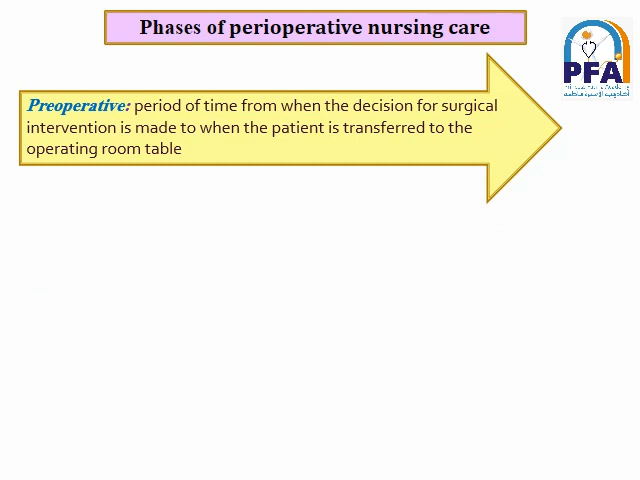 Phases of perioperative nursing care
PFA
Preoperative: period of time from when the decision for surgical
intervention is made to when the patient is transferred to the
operating room table